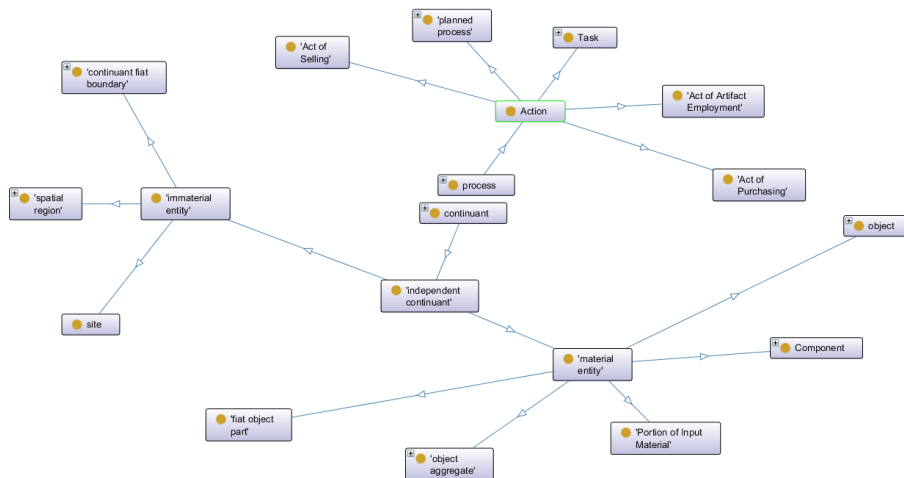 'planned
process'
Task
'Act of
Selling'
'continuant fiat
boundary'
'Act of Artifact
Employment'
Action
process
'Act of
Purchasing'
'spatial
region'
'immaterial
entity'
continuant
object
'independent
continuant'
site
Component
'material
entity'
'fiat object
part'
'Portion of Input
Material'
'object
aggregate'